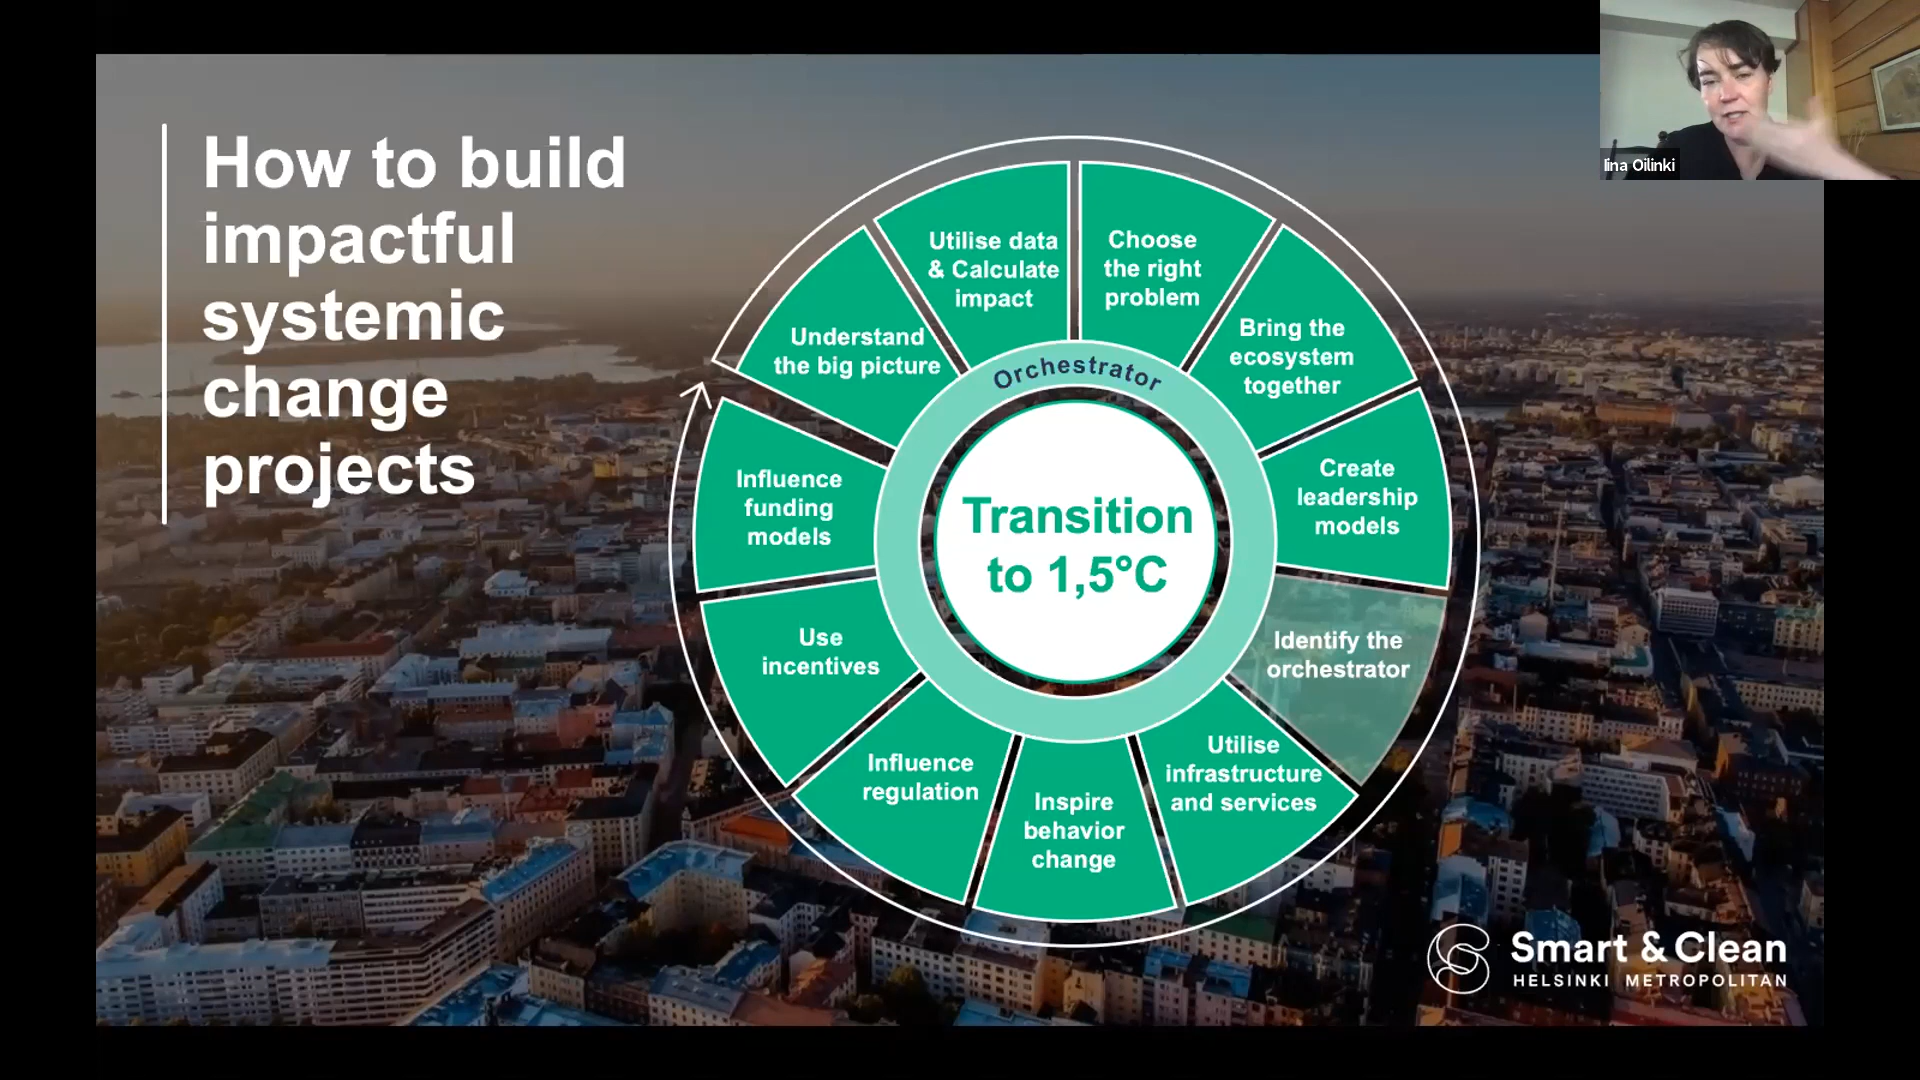 How to build
impactful
systemic
change
projects
Understand
the big picture
Utilise data
& Calculate
impact
Choose
the right
problem
Bring the
ecosystem
together
Create
leadership
models
Identify the
orchestrator
Utilise
infrastructure
and services
Inspire
behavior
change
Influence
regulation
Use
incentives
Influence
funding
models
Orchestrator
Transition
to 1,5°C
Iina Oilinki
Smart & Clean
HELSINKI METROPOLITAN